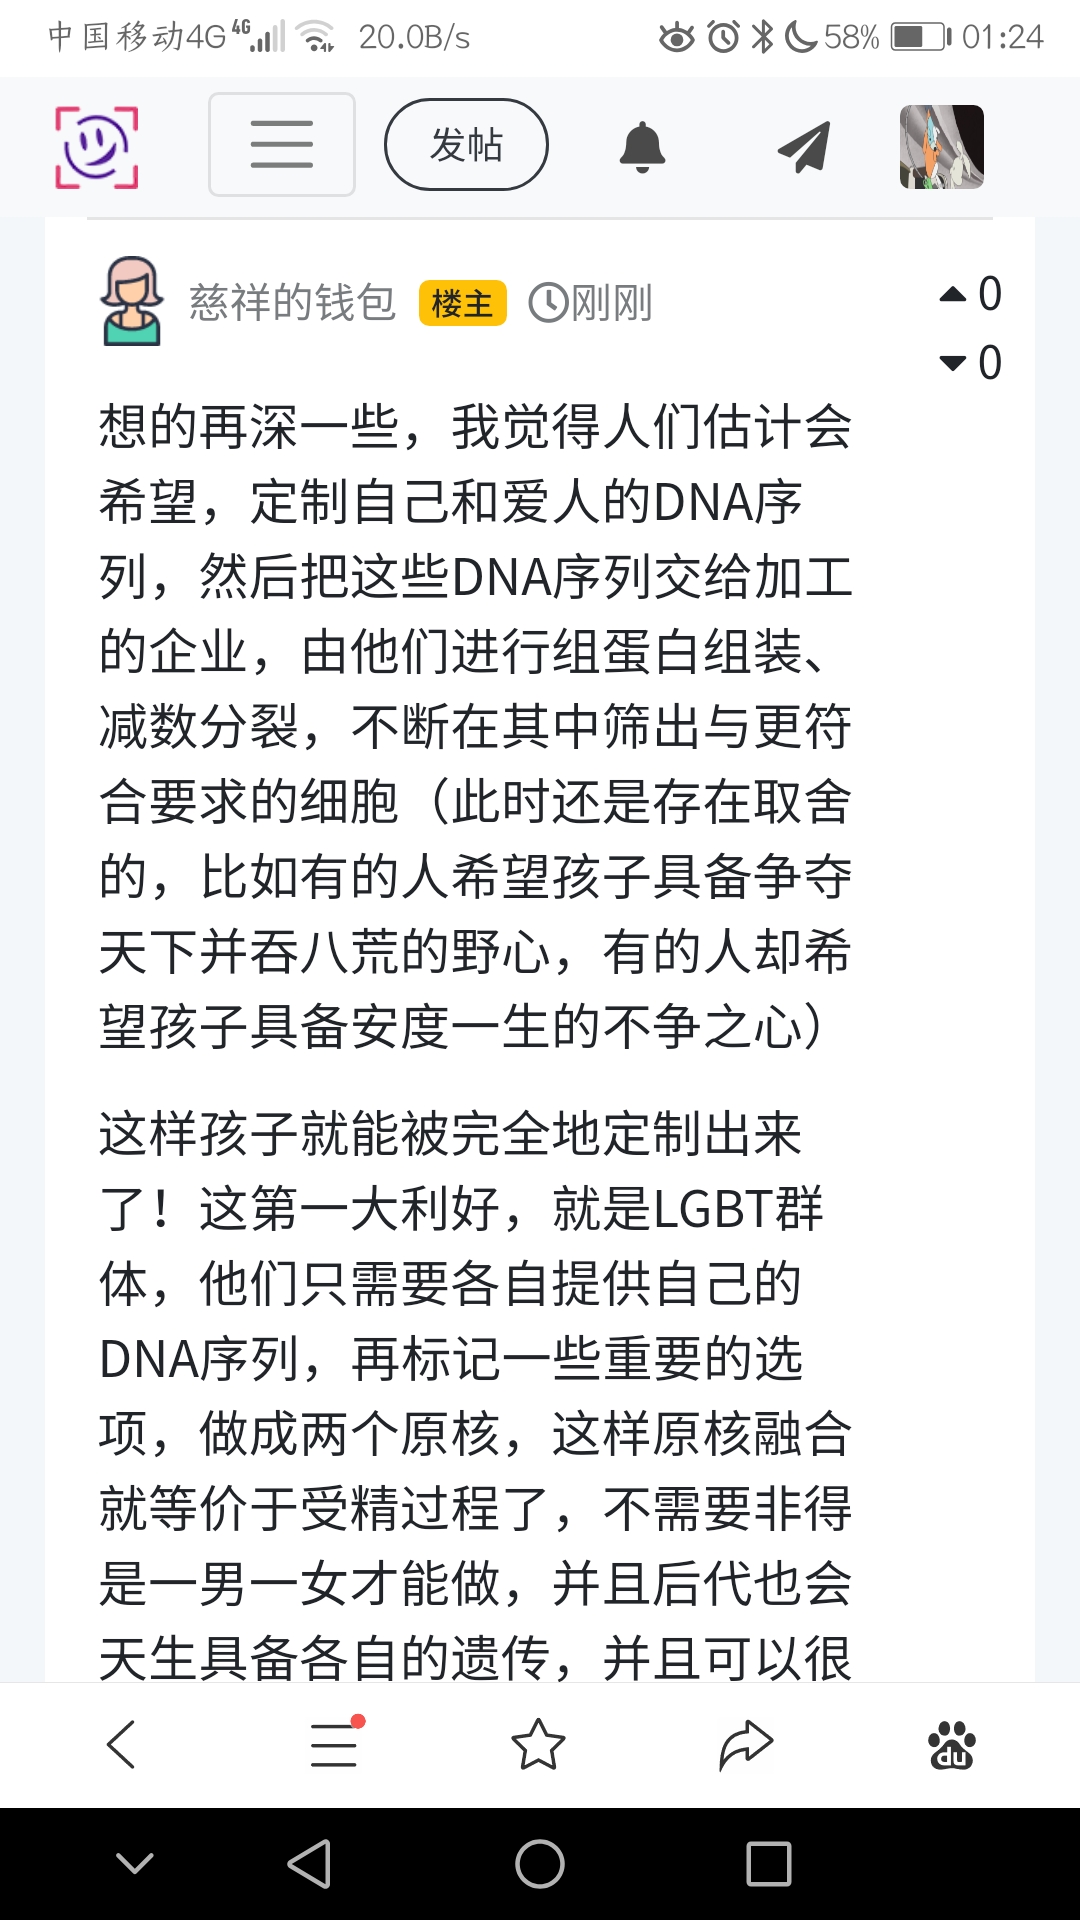 中国移动4G 4G 20.0B/s 58% 01:24
发帖
慈祥的钱包 楼主 刚刚 0
0
想的再深一些，我觉得人们估计会
希望，定制自己和爱人的DNA序
列，然后把这些DNA序列交给加工
的企业，由他们进行组蛋白组装、
减数分裂，不断在其中筛出与更符
合要求的细胞（此时还是存在取舍
的，比如有的人希望孩子具备争夺
天下并吞八荒的野心，有的人却希
望孩子具备安度一生的不争之心）
这样孩子就能被完全地定制出来
了！这第一大利好，就是LGBT群
体，他们只需要各自提供自己的
DNA序列，再标记一些重要的选
项，做成两个原核，这样原核融合
就等价于受精过程了，不需要非得
是一男一女才能做，并且后代也会
天生具备各自的遗传，并且可以很
du